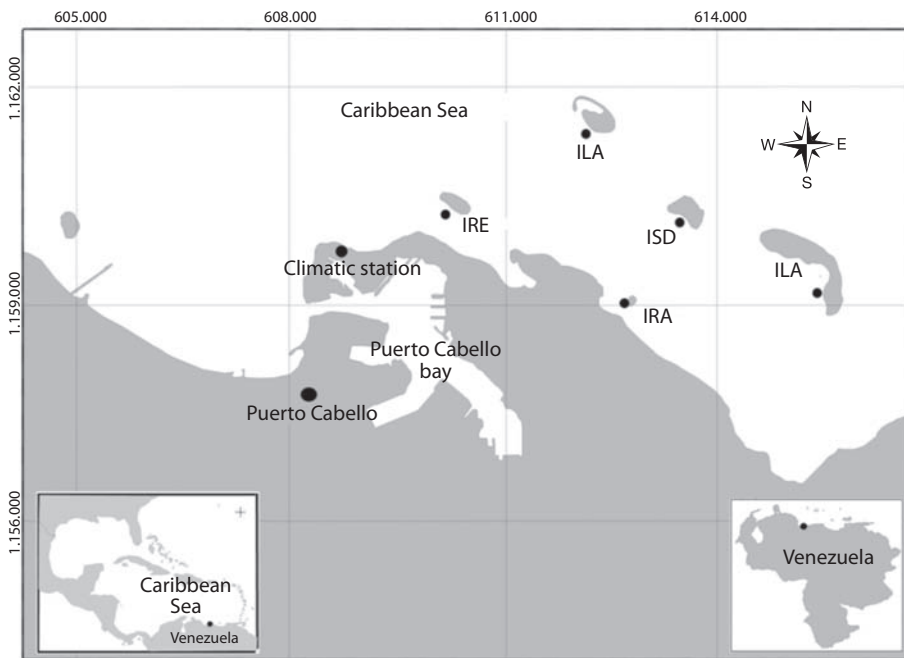 605.000 608.000 611.000 614.000
1.162.000
Caribbean Sea
N
W E
S
ILA
IRE
ISD
Climatic station
ILA
1.159.000
IRA
Puerto Cabello
bay
Puerto Cabello
1.156.000
Caribbean
Sea
Venezuela
Venezuela